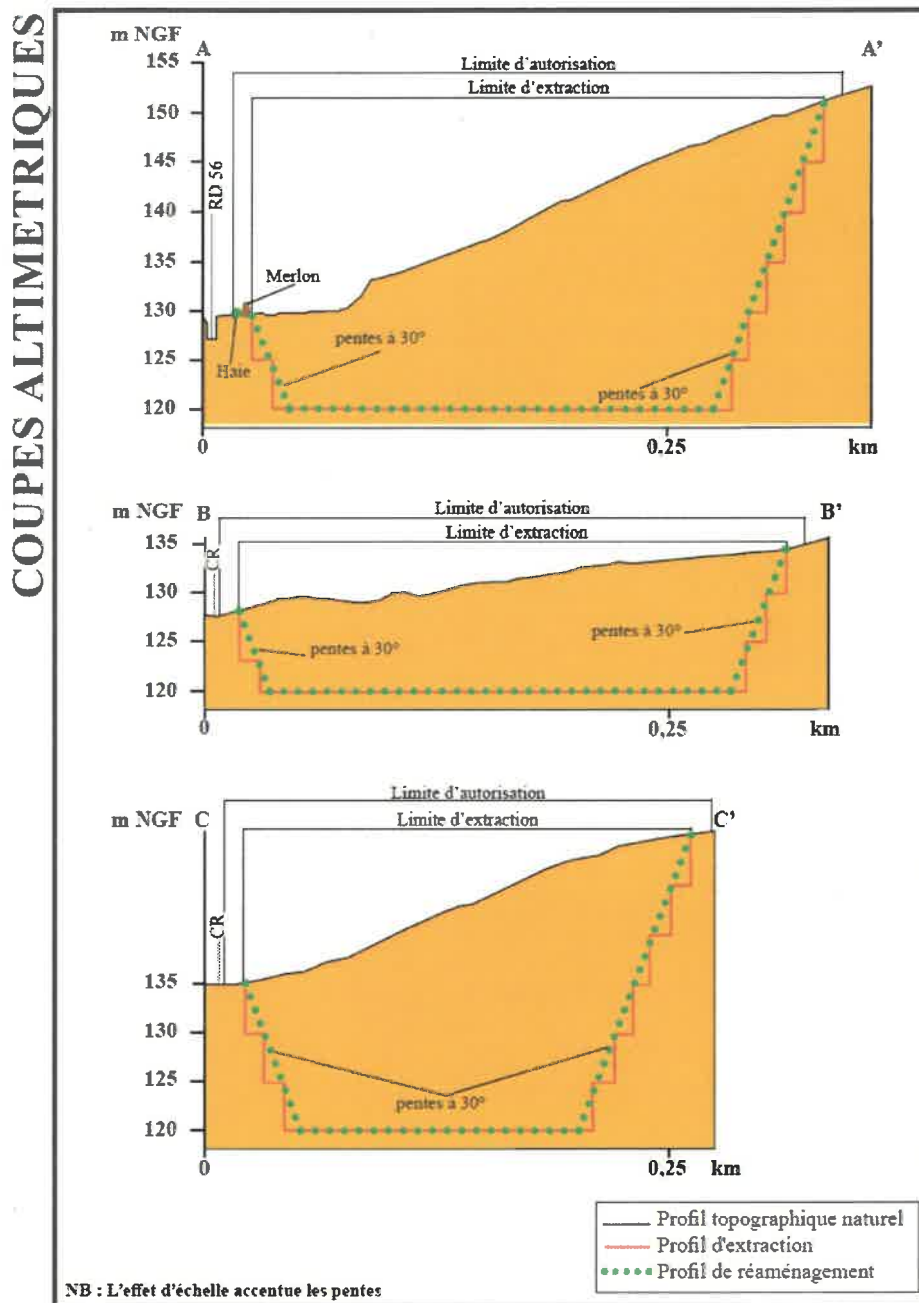 COUPES ALTIMETRIQUES
m NGF
A
A'
Limite d'autorisation
Limite d'extraction
155
150
145
140
135
130
125
120
RD 56
Merlon
Haie
pentes à 30°
pentes à 30°
0
0,25
km
m NGF
B
B'
Limite d'autorisation
Limite d'extraction
135
130
125
120
CR
pentes à 30°
pentes à 30°
0
0,25
km
Limite d'autorisation
m NGF
C
C'
Limite d'extraction
CR
135
130
125
120
pentes à 30°
0
0,25
km
Profil topographique naturel
Profil d'extraction
Profil de réaménagement
NB : L'effet d'échelle accentue les pentes